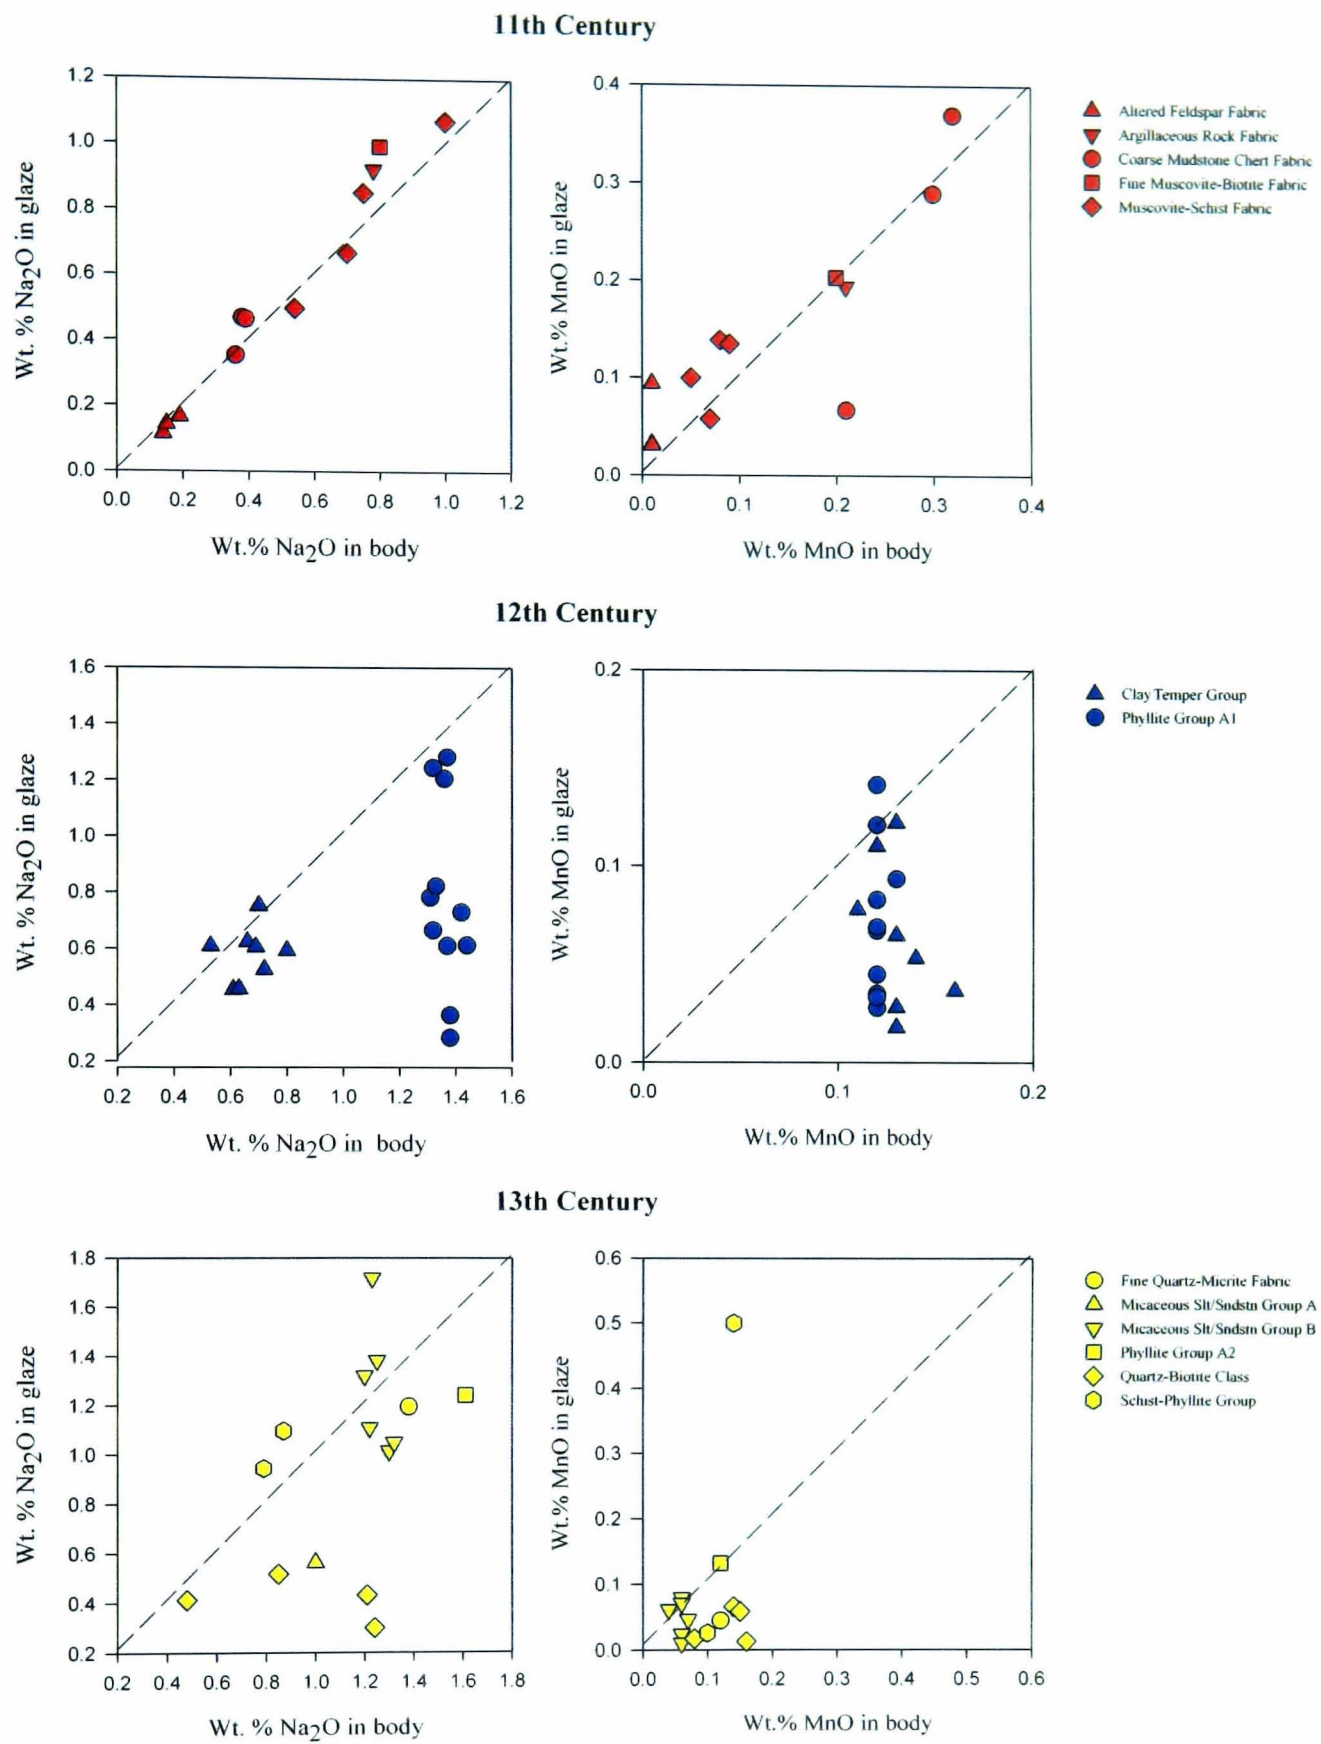 11th Century
1.2
1.0
0.8
0.6
0.4
0.2
0.0
Wt. % Na2O in glaze
0.0 0.2 0.4 0.6 0.8 1.0 1.2
Wt.% Na2O in body
0.4
0.3
0.2
0.1
0.0
Wt.% MnO in glaze
0.0 0.1 0.2 0.3 0.4
Wt.% MnO in body
Altered Feldspar Fabric
Argillaceous Rock Fabric
Coarse Mudstone Chert Fabric
Fine Muscovite-Biotite Fabric
Muscovite-Schist Fabric
12th Century
1.6
1.4
1.2
1.0
0.8
0.6
0.4
0.2
Wt. % Na2O in glaze
0.2 0.4 0.6 0.8 1.0 1.2 1.4 1.6
Wt. % Na2O in body
0.2
0.1
0.0
Wt.% MnO in glaze
0.0 0.1 0.2
Wt.% MnO in body
Clay Temper Group
Phyllite Group A1
13th Century
1.8
1.6
1.4
1.2
1.0
0.8
0.6
0.4
0.2
Wt. % Na2O in glaze
0.2 0.4 0.6 0.8 1.0 1.2 1.4 1.6 1.8
Wt. % Na2O in body
0.6
0.5
0.4
0.3
0.2
0.1
0.0
Wt.% MnO in glaze
0.0 0.1 0.2 0.3 0.4 0.5 0.6
Wt.% MnO in body
Fine Quartz-Micrite Fabric
Micaceous Slt/Sndstn Group A
Micaceous Slt/Sndstn Group B
Phyllite Group A2
Quartz-Biotite Class
Schist-Phyllite Group